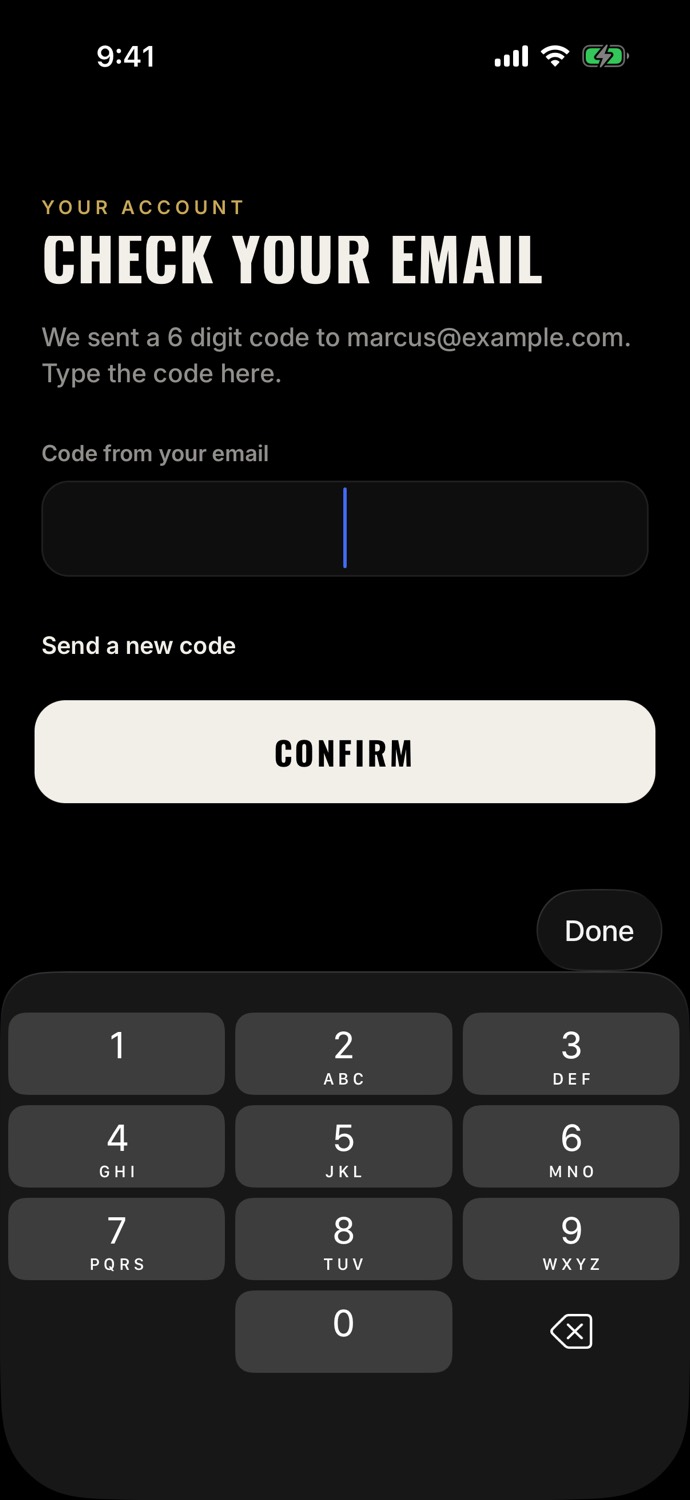 9:41
YOUR ACCOUNT
CHECK YOUR EMAIL
We sent a 6 digit code to marcus@example.com.
Type the code here.
Code from your email
Send a new code
CONFIRM
Done
1
2
ABC
3
DEF
4
GHI
5
JKL
6
MNO
7
PQRS
8
TUV
9
WXYZ
0